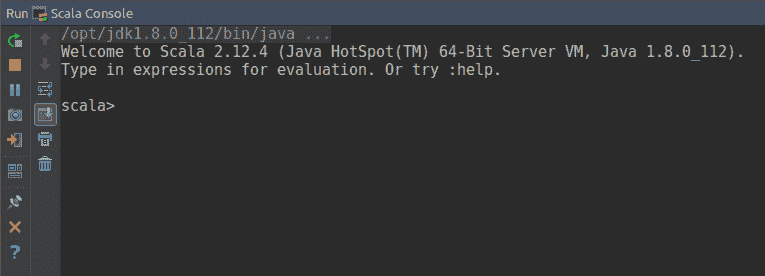 Run Scala Console
/opt/jdk1.8.0_112/bin/java ...
Welcome to Scala 2.12.4 (Java HotSpot(TM) 64-Bit Server VM, Java 1.8.0_112).
Type in expressions for evaluation. Or try :help.
scala>